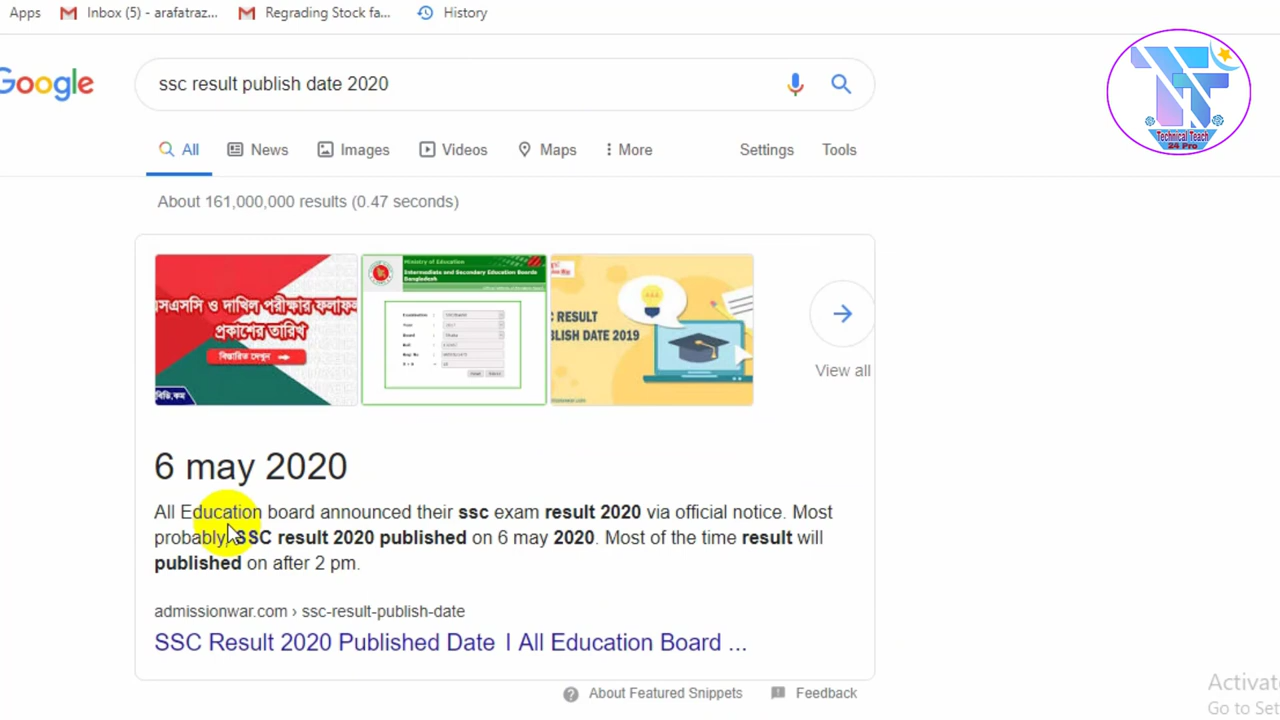 Apps
Inbox (5) - arafatraz...
Regrading Stock fa...
History
Google
ssc result publish date 2020
Technical Teach
24 Pro
All
News
Images
Videos
Maps
More
Settings
Tools
About 161,000,000 results (0.47 seconds)
এসএসসি ও দাখিল পরীক্ষার ফলাফল
প্রকাশের তারিখ
বিস্তারিত দেখুন
বিডি.কম
Ministry of Education
Intermediate and Secondary Education Boards
Bangladesh
RESULT
DATE 2019
View all
6 may 2020
All Education board announced their ssc exam result 2020 via official notice. Most
probably, SSC result 2020 published on 6 may 2020. Most of the time result will
published on after 2 pm.
admissionwar.com › ssc-result-publish-date
SSC Result 2020 Published Date | All Education Board ...
About Featured Snippets
Feedback
Activat
Go to Set